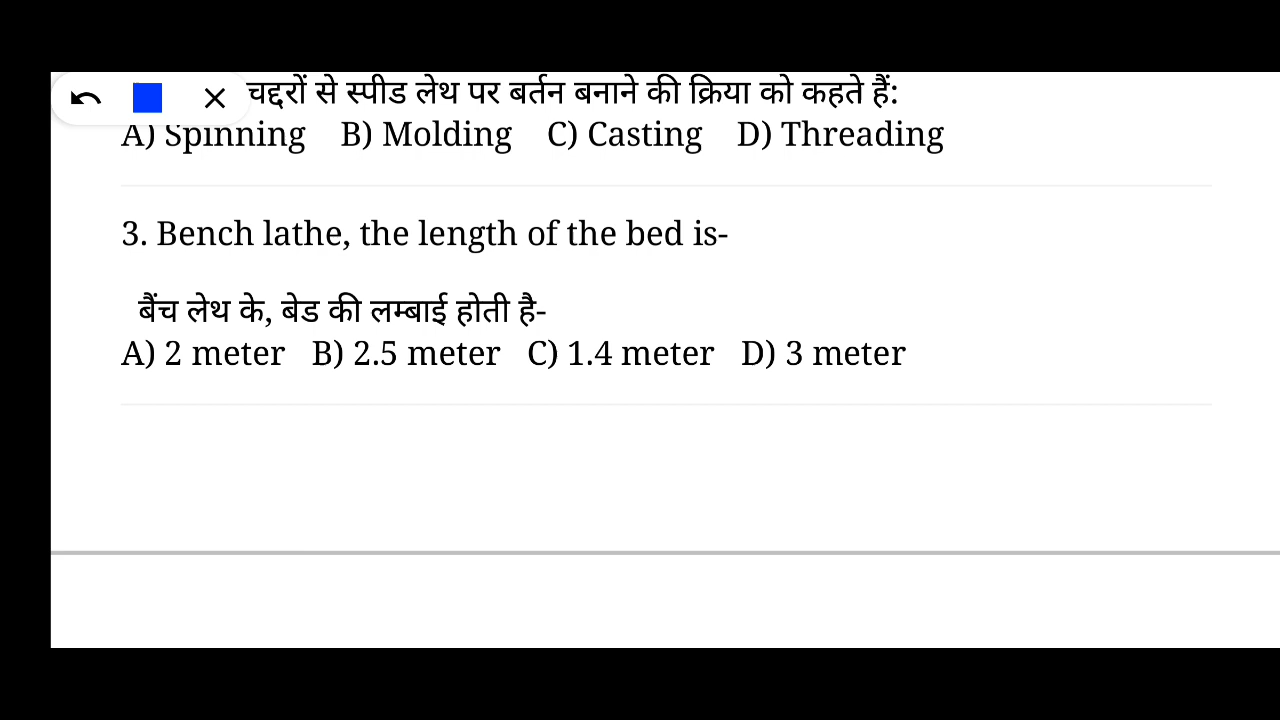 चद्दरों से स्पीड लेथ पर बर्तन बनाने की क्रिया को कहते हैं:
A) Spinning B) Molding C) Casting D) Threading
3. Bench lathe, the length of the bed is-
बैंच लेथ के, बेड की लम्बाई होती है-
A) 2 meter B) 2.5 meter C) 1.4 meter D) 3 meter